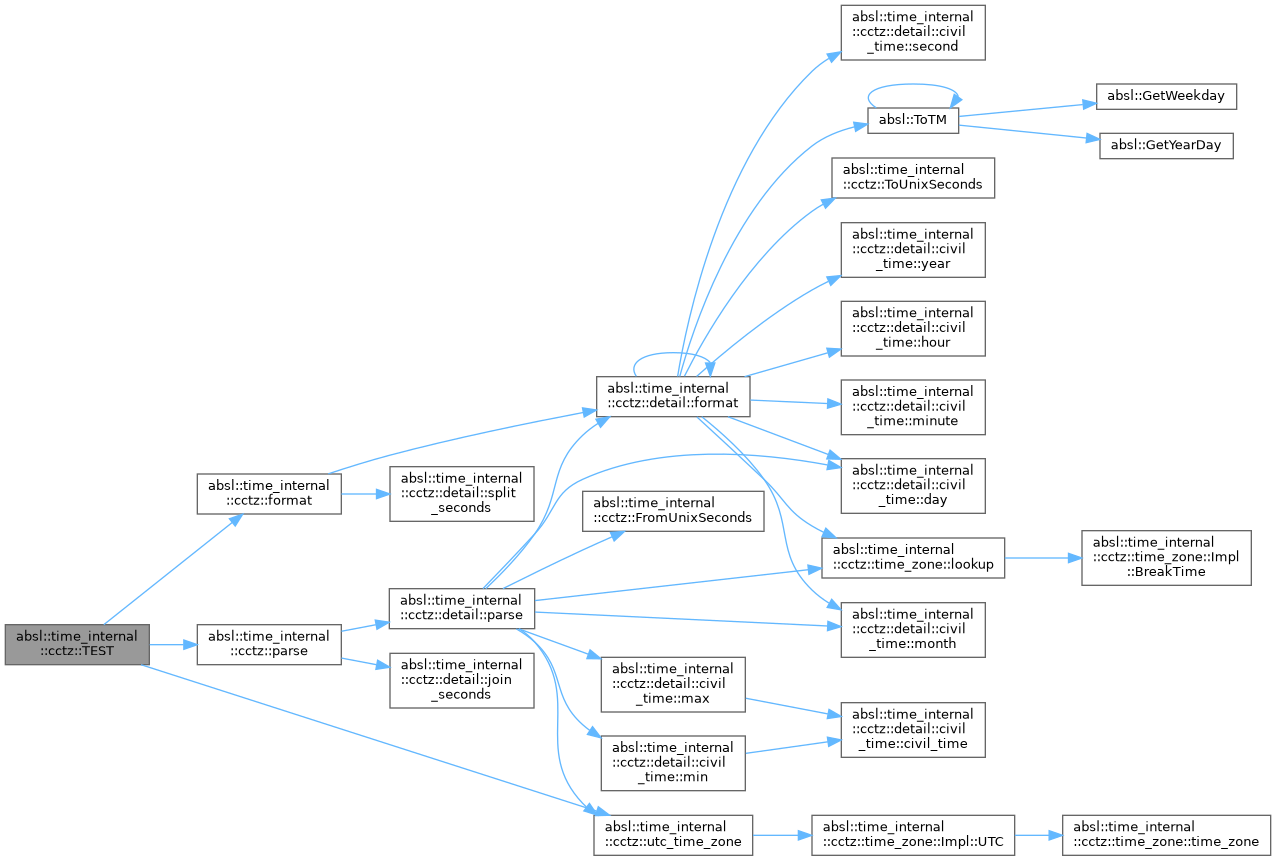 absl::time_internal
::cctz::TEST
absl::time_internal
::cctz::format
absl::time_internal
::cctz::parse
absl::time_internal
::cctz::detail::split
_seconds
absl::time_internal
::cctz::detail::parse
absl::time_internal
::cctz::detail::join
_seconds
absl::time_internal
::cctz::detail::format
absl::time_internal
::cctz::FromUnixSeconds
absl::time_internal
::cctz::detail::civil
_time::max
absl::time_internal
::cctz::detail::civil
_time::min
absl::time_internal
::cctz::utc_time_zone
absl::time_internal
::cctz::detail::civil
_time::second
absl::ToTM
absl::time_internal
::cctz::ToUnixSeconds
absl::time_internal
::cctz::detail::civil
_time::year
absl::time_internal
::cctz::detail::civil
_time::hour
absl::time_internal
::cctz::detail::civil
_time::minute
absl::time_internal
::cctz::detail::civil
_time::day
absl::time_internal
::cctz::time_zone::lookup
absl::time_internal
::cctz::detail::civil
_time::month
absl::time_internal
::cctz::detail::civil
_time::civil_time
absl::time_internal
::cctz::time_zone::Impl::UTC
absl::GetWeekday
absl::GetYearDay
absl::time_internal
::cctz::time_zone::Impl
::BreakTime
absl::time_internal
::cctz::time_zone::time_zone